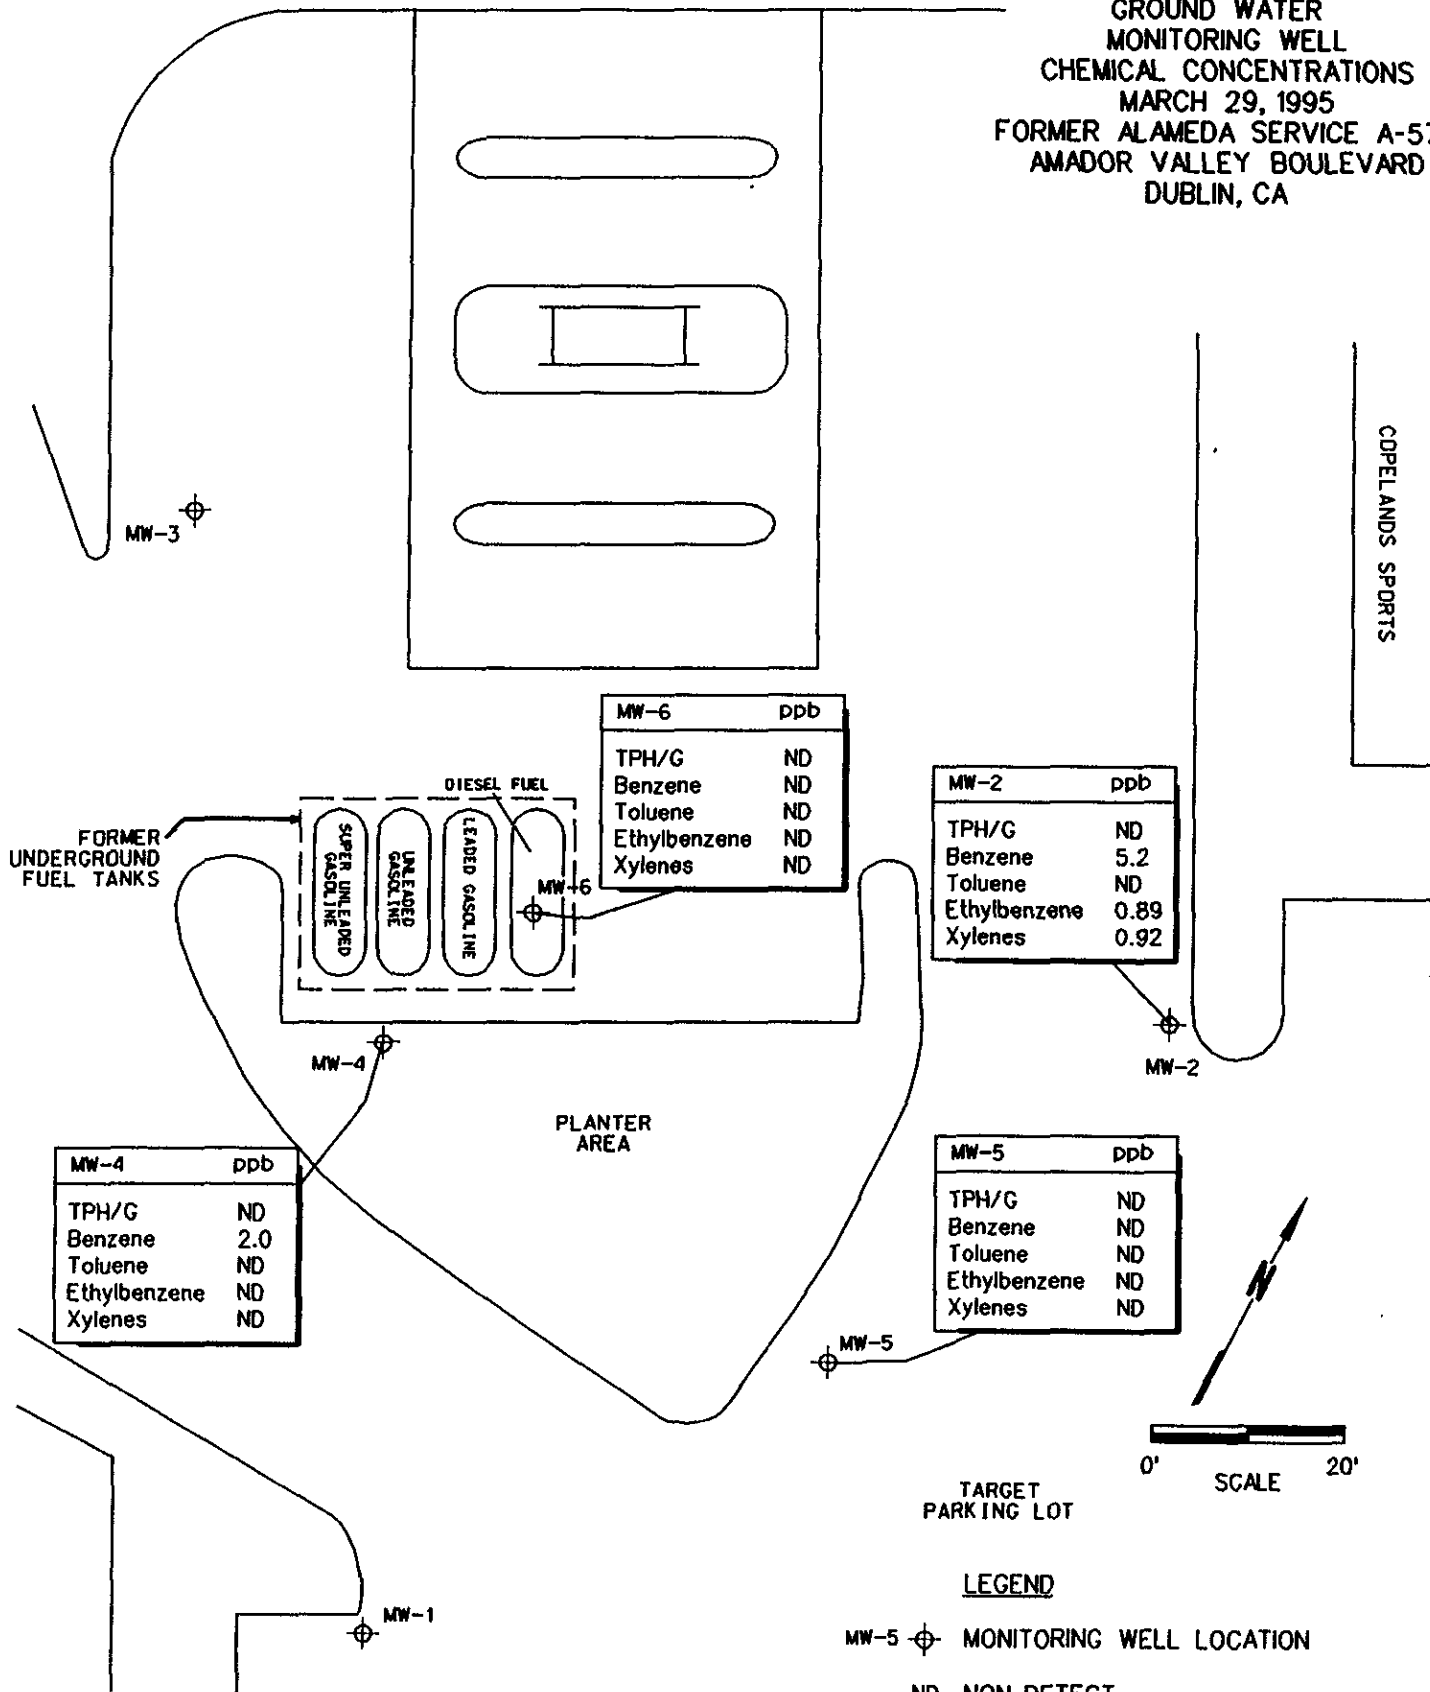 GROUND WATER
MONITORING WELL
CHEMICAL CONCENTRATIONS
MARCH 29, 1995
FORMER ALAMEDA SERVICE
AMADOR VALLEY BOULEVARD
DUBLIN, CA
COPELANDS SPORTS
MW-3
MW-6 ppb
TPH/G ND
Benzene ND
Toluene ND
Ethylbenzene ND
Xylenes ND
MW-2 ppb
TPH/G ND
Benzene 5.2
Toluene ND
Ethylbenzene 0.89
Xylenes 0.92
DIESEL FUEL
FORMER
UNDERGROUND
FUEL TANKS
SUPER UNLEADED
GASOLINE
UNLEADED
GASOLINE
LEADED GASOLINE
MW-6
MW-4
MW-2
PLANTER
AREA
MW-4 ppb
TPH/G ND
Benzene 2.0
Toluene ND
Ethylbenzene ND
Xylenes ND
MW-5 ppb
TPH/G ND
Benzene ND
Toluene ND
Ethylbenzene ND
Xylenes ND
N
MW-5
0' 20'
SCALE
TARGET
PARKING LOT
MW-1
LEGEND
MW-5 MONITORING WELL LOCATION
ND NON DETECT